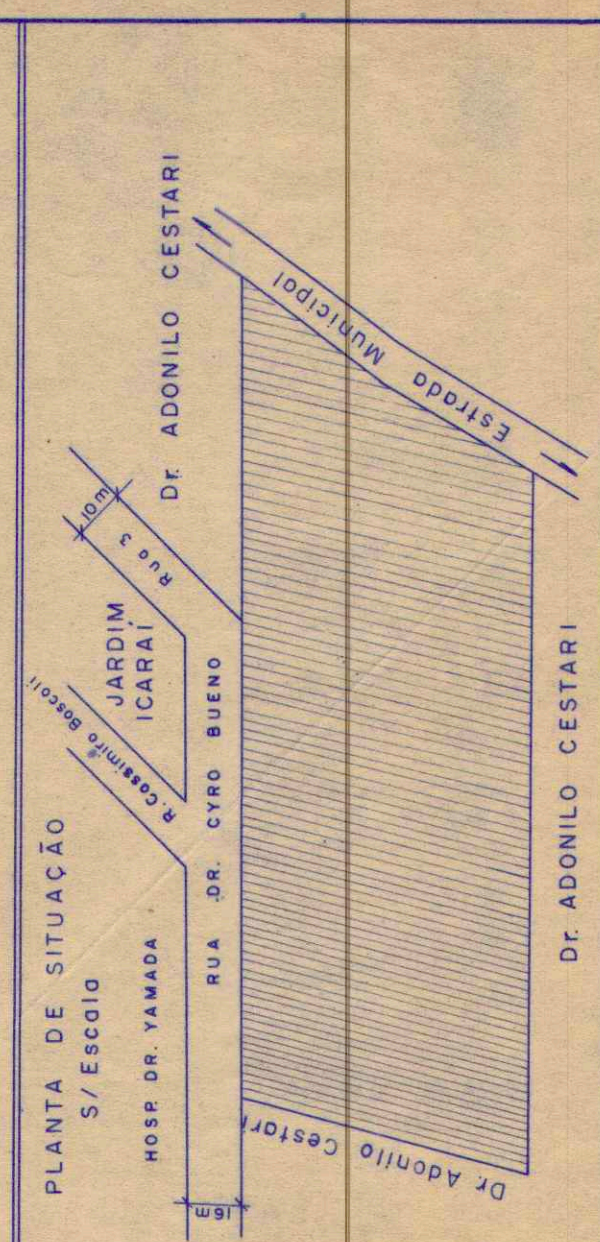 PLANTA DE SITUAÇÃO
S/Escala
HOSP. DR. YAMADA
R. Cassimiro Boscoli
JARDIM
ICARAÍ
Rua 3
10m
Dr. ADONILO CESTARI
16m
RUA DR. CYRO BUENO
Dr. Adonilo Cestari
Estrada Municipal
Dr. ADONILO CESTARI